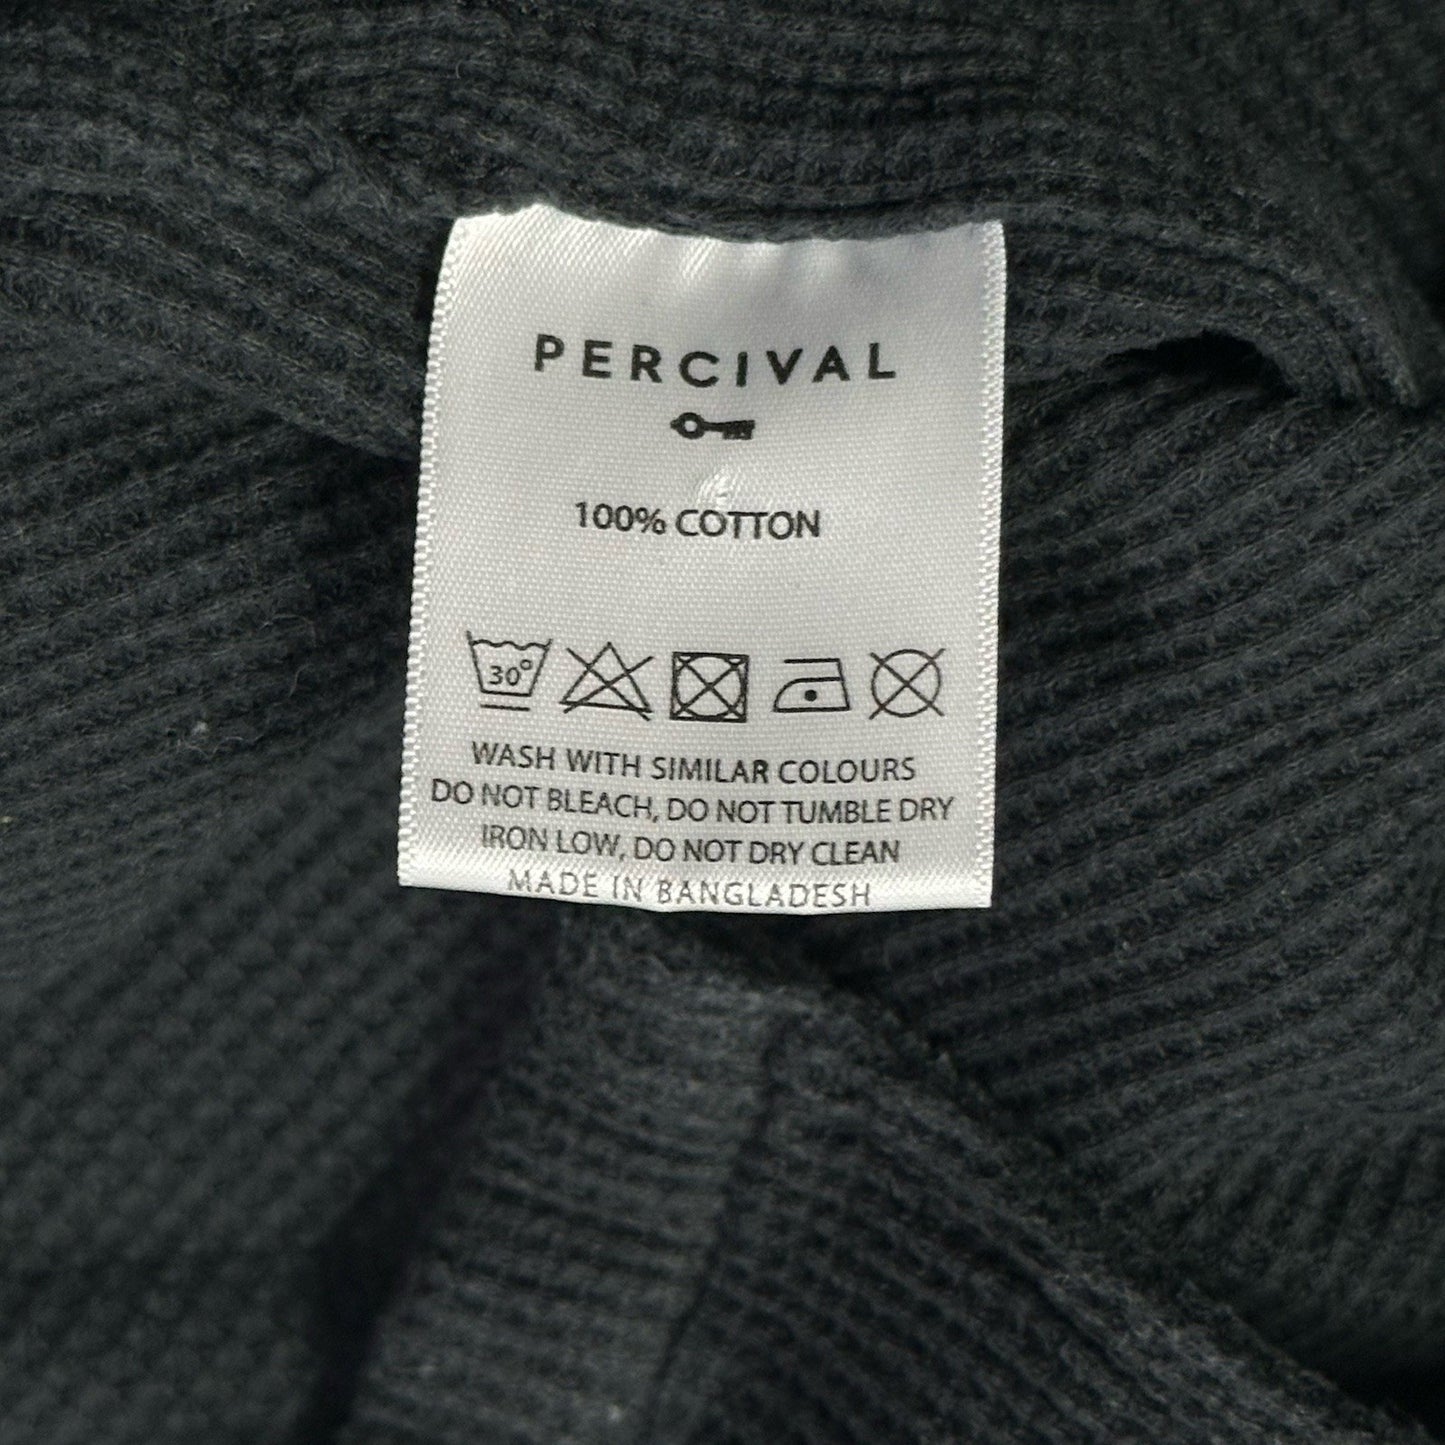 PERCIVAL
100% COTTON
30°
WASH WITH SIMILAR COLOURS
DO NOT BLEACH, DO NOT TUMBLE DRY
IRON LOW, DO NOT DRY CLEAN
MADE IN BANGLADESH